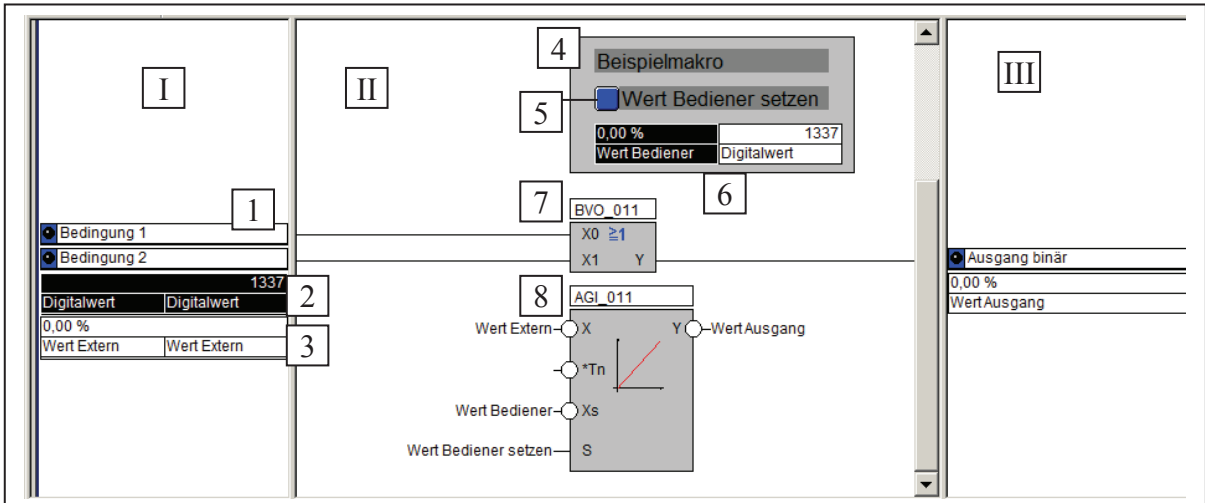 I
II
III
4
Beispielmakro
5
Wert Bediener setzen
0,00 %
1337
Wert Bediener
Digitalwert
6
1
Bedingung 1
Bedingung 2
1337
Digitalwert
Digitalwert
2
0,00 %
Wert Extern
Wert Extern
3
7
BVO_011
X0 ≧1
X1 Y
8
AGI_011
Wert Extern
X
Y
Wert Ausgang
*Tn
Wert Bediener
Xs
Wert Bediener setzen
S
Ausgang binär
0,00 %
Wert Ausgang